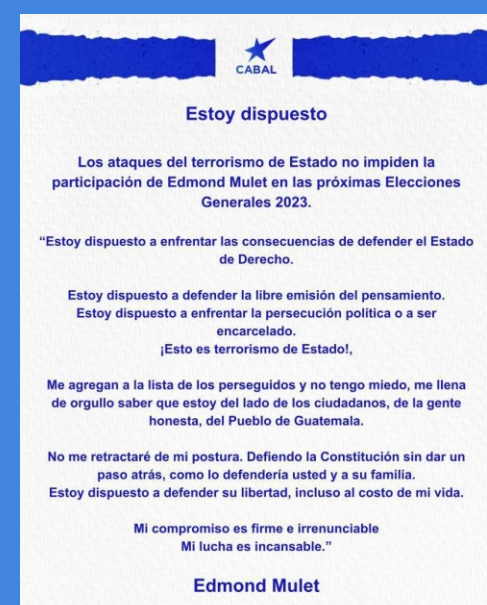 CABAL
Estoy dispuesto
Los ataques del terrorismo de Estado no impiden la
participación de Edmond Mulet en las próximas Elecciones
Generales 2023.
“Estoy dispuesto a enfrentar las consecuencias de defender el Estado
de Derecho.
Estoy dispuesto a defender la libre emisión del pensamiento.
Estoy dispuesto a enfrentar la persecución política o a ser
encarcelado.
¡Esto es terrorismo de Estado!,
Me agregan a la lista de los perseguidos y no tengo miedo, me llena
de orgullo saber que estoy del lado de los ciudadanos, de la gente
honesta, del Pueblo de Guatemala.
No me retractaré de mi postura. Defiendo la Constitución sin dar un
paso atrás, como lo defendería usted y a su familia.
Estoy dispuesto a defender su libertad, incluso al costo de mi vida.
Mi compromiso es firme e irrenunciable
Mi lucha es incansable.”
Edmond Mulet